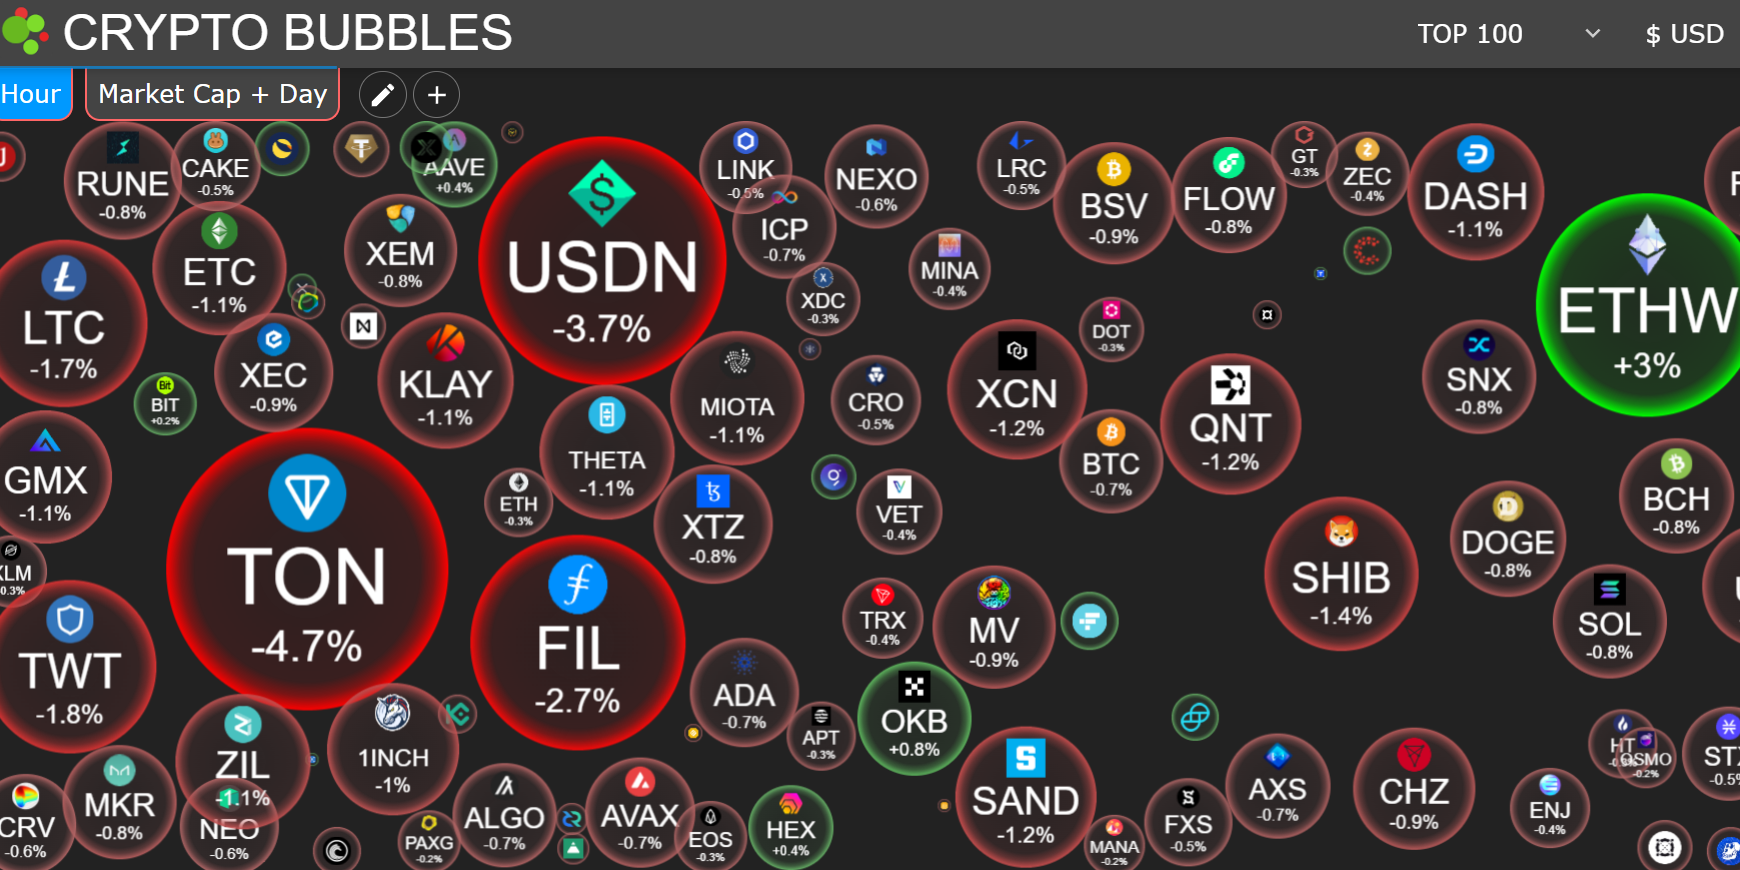 CRYPTO BUBBLES
TOP 100
$ USD
Hour
Market Cap + Day
RUNE
-0.8%
CAKE
-0.5%
AAVE
+0.4%
USDN
-3.7%
LINK
-0.5%
NEXO
-0.6%
LRC
-0.5%
BSV
-0.9%
FLOW
-0.8%
GT
-0.3%
ZEC
-0.4%
DASH
-1.1%
ETC
-1.1%
XEM
-0.8%
ICP
-0.7%
XDC
-0.3%
MINA
-0.4%
ETHW
+3%
LTC
-1.7%
XEC
-0.9%
KLAY
-1.1%
MIOTA
-1.1%
CRO
-0.5%
XCN
-1.2%
DOT
-0.3%
QNT
-1.2%
SNX
-0.8%
Bit
BIT
+0.2%
GMX
-1.1%
TON
-4.7%
THETA
-1.1%
ETH
-0.3%
XTZ
-0.8%
VET
-0.4%
BTC
-0.7%
BCH
-0.8%
DOGE
-0.8%
SHIB
-1.4%
XLM
-0.3%
TWT
-1.8%
FIL
-2.7%
TRX
-0.4%
MV
-0.9%
SOL
-0.8%
ADA
-0.7%
APT
-0.3%
OKB
+0.8%
ZIL
-1.1%
1INCH
-1%
SAND
-1.2%
AXS
-0.7%
CHZ
-0.9%
HT
OSMO
-0.2%
ST
-0.5%
CRV
-0.6%
MKR
-0.8%
NEO
-0.6%
PAXG
-0.2%
ALGO
-0.7%
AVAX
-0.7%
EOS
-0.3%
HEX
+0.4%
MANA
-0.2%
FXS
-0.5%
ENJ
-0.4%